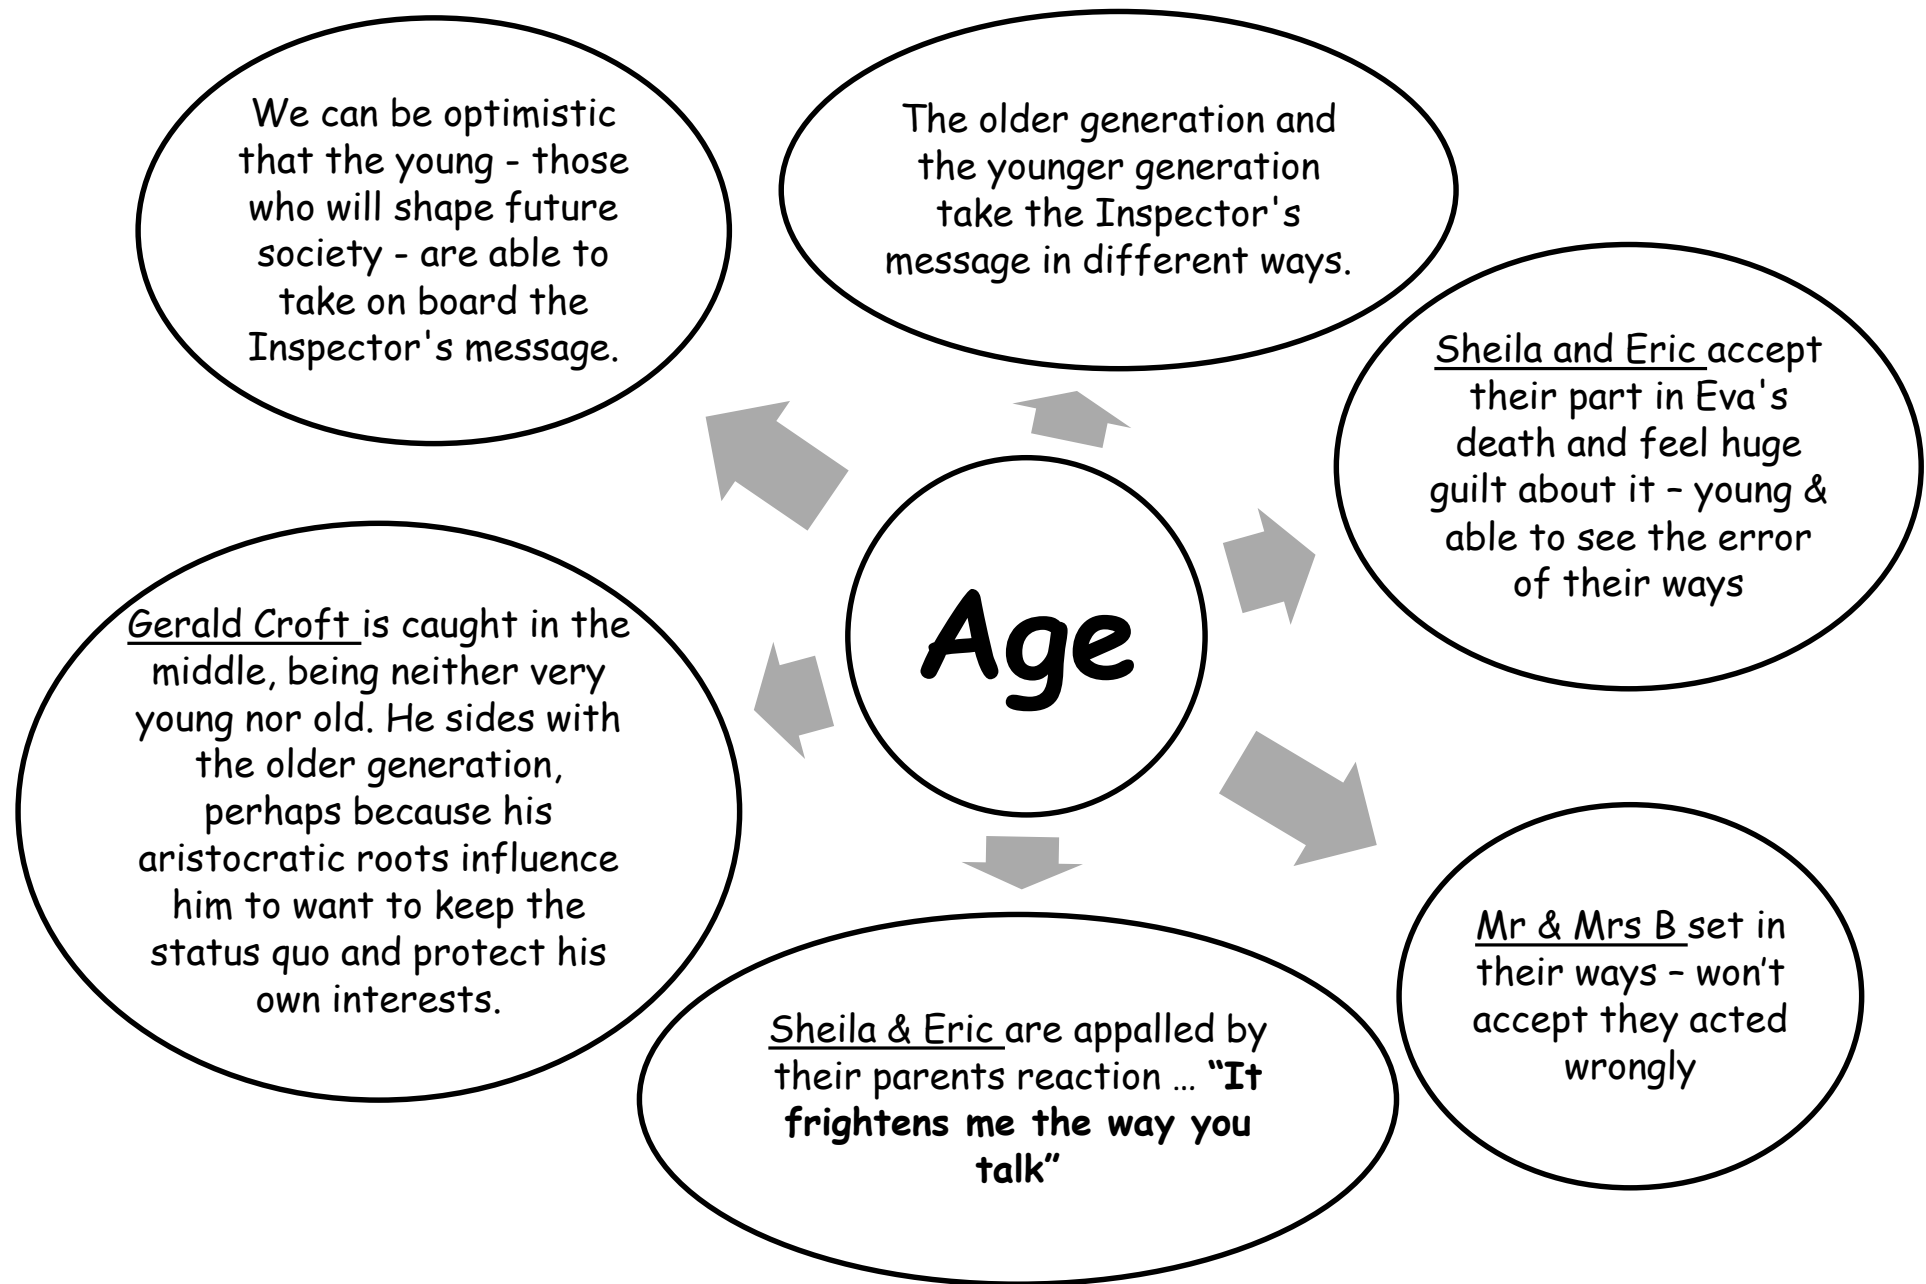 We can be optimistic
that the young - those
who will shape future
society - are able to
take on board the
Inspector's message.
The older generation and
the younger generation
take the Inspector's
message in different ways.
Sheila and Eric accept
their part in Eva's
death and feel huge
guilt about it – young &
able to see the error
of their ways
Age
Gerald Croft is caught in the
middle, being neither very
young nor old. He sides with
the older generation,
perhaps because his
aristocratic roots influence
him to want to keep the
status quo and protect his
own interests.
Mr & Mrs B set in
their ways – won’t
accept they acted
wrongly
Sheila & Eric are appalled by
their parents reaction … “It
frightens me the way you
talk”